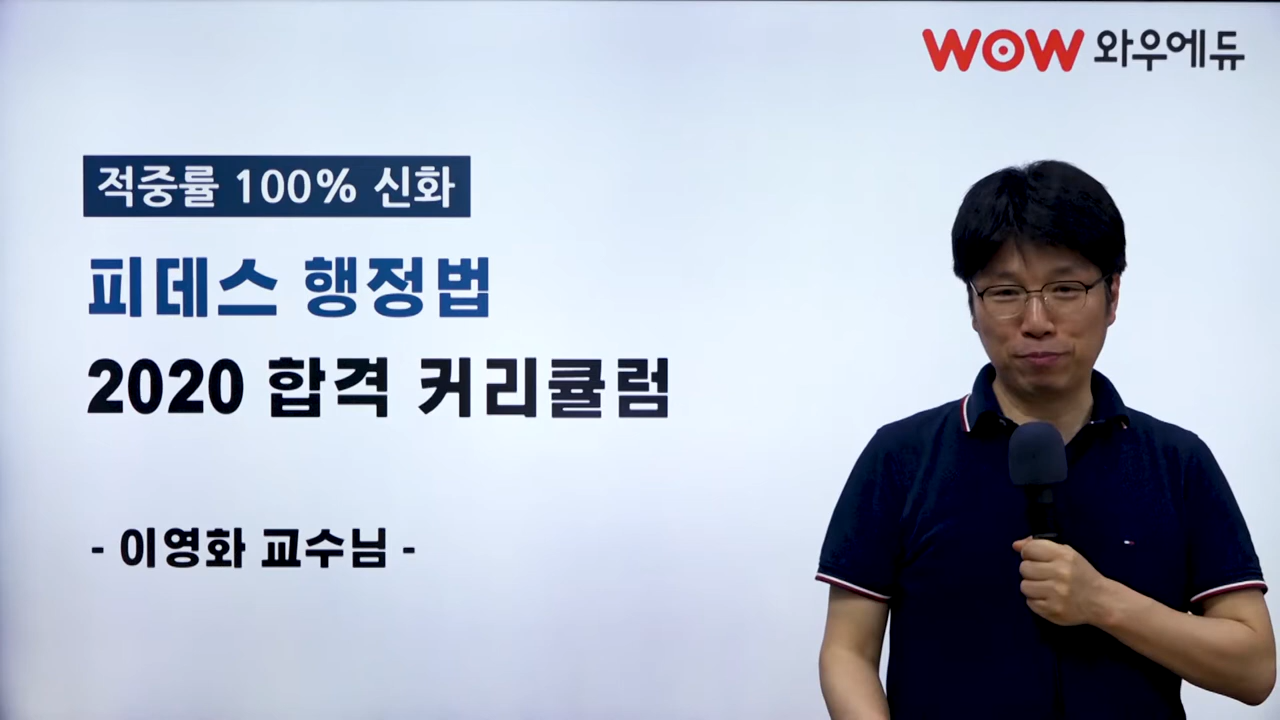 WOW 와우에듀
적중률 100% 신화
피데스 행정법
2020 합격 커리큘럼
- 이영화 교수님 -